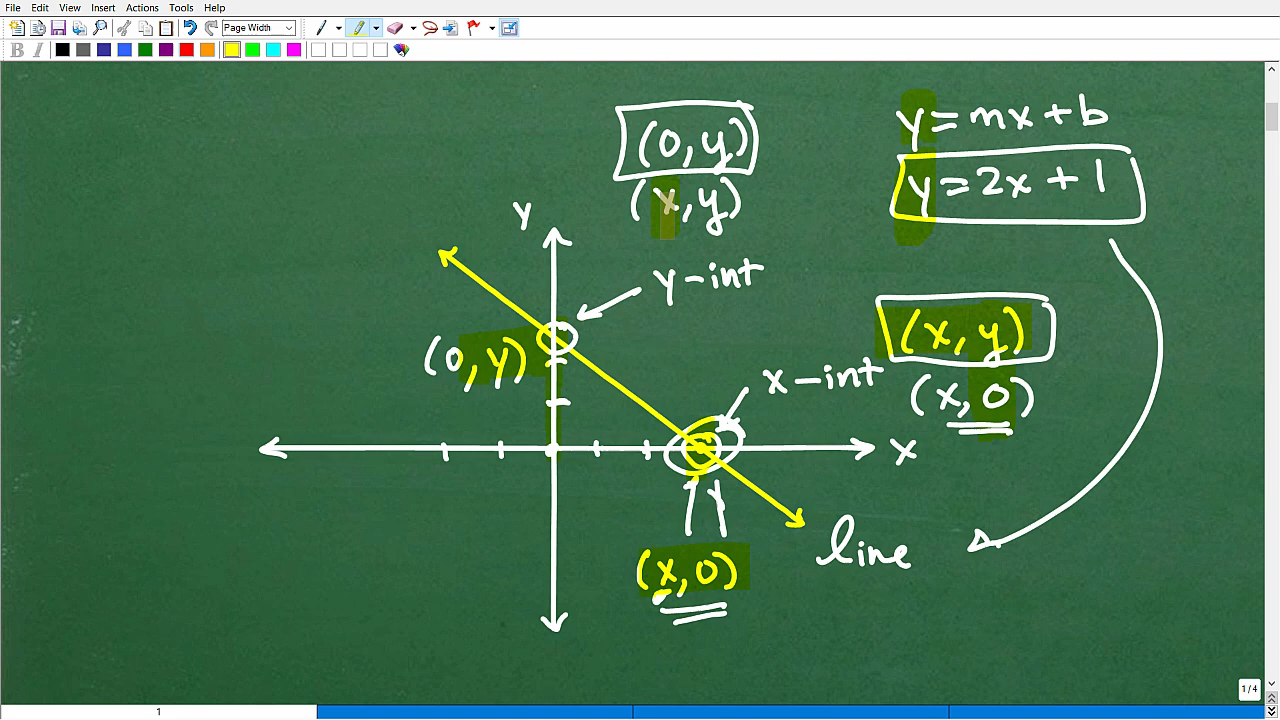 File Edit View Insert Actions Tools Help
Page Width
B I
(0,y)
(x,y)
y=mx+b
y=2x+1
y
y-int
(0,y)
(x,y)
(x,0)
x-int
x
(x,0)
line
1/4
1